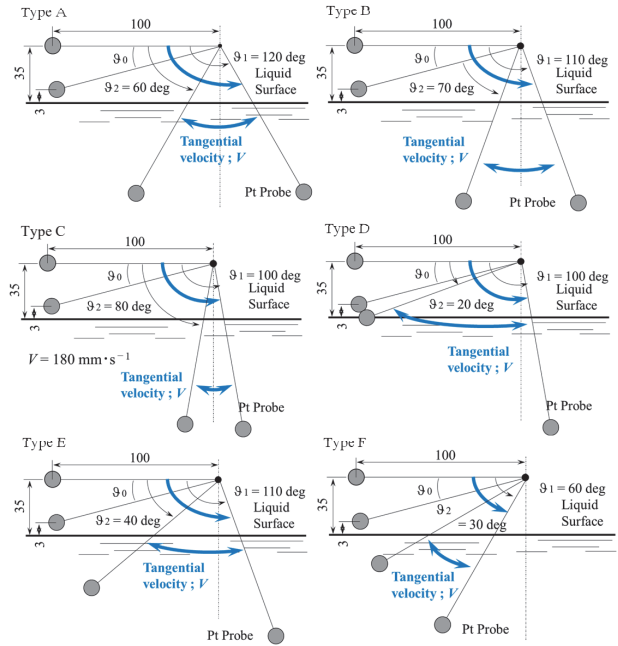 Type A
100
35
3
ϕ
ϑ0
ϑ1 = 120 deg
Liquid
Surface
ϑ2 = 60 deg
Tangential
velocity ; V
Pt Probe
Type B
100
35
3
ϕ
ϑ0
ϑ1 = 110 deg
Liquid
Surface
ϑ2 = 70 deg
Tangential
velocity ; V
Pt Probe
Type C
100
35
3
ϕ
ϑ0
ϑ1 = 100 deg
Liquid
Surface
ϑ2 = 80 deg
V = 180 mm·s⁻¹
Tangential
velocity ; V
Pt Probe
Type D
100
35
3
ϕ
ϑ0
ϑ1 = 100 deg
Liquid
Surface
ϑ2 = 20 deg
Tangential
velocity ; V
Pt Probe
Type E
100
35
3
ϕ
ϑ0
ϑ1 = 110 deg
Liquid
Surface
ϑ2 = 40 deg
Tangential
velocity ; V
Pt Probe
Type F
100
35
3
ϕ
ϑ0
ϑ1 = 60 deg
Liquid
Surface
ϑ2
= 30 deg
Tangential
velocity ; V
Pt Probe